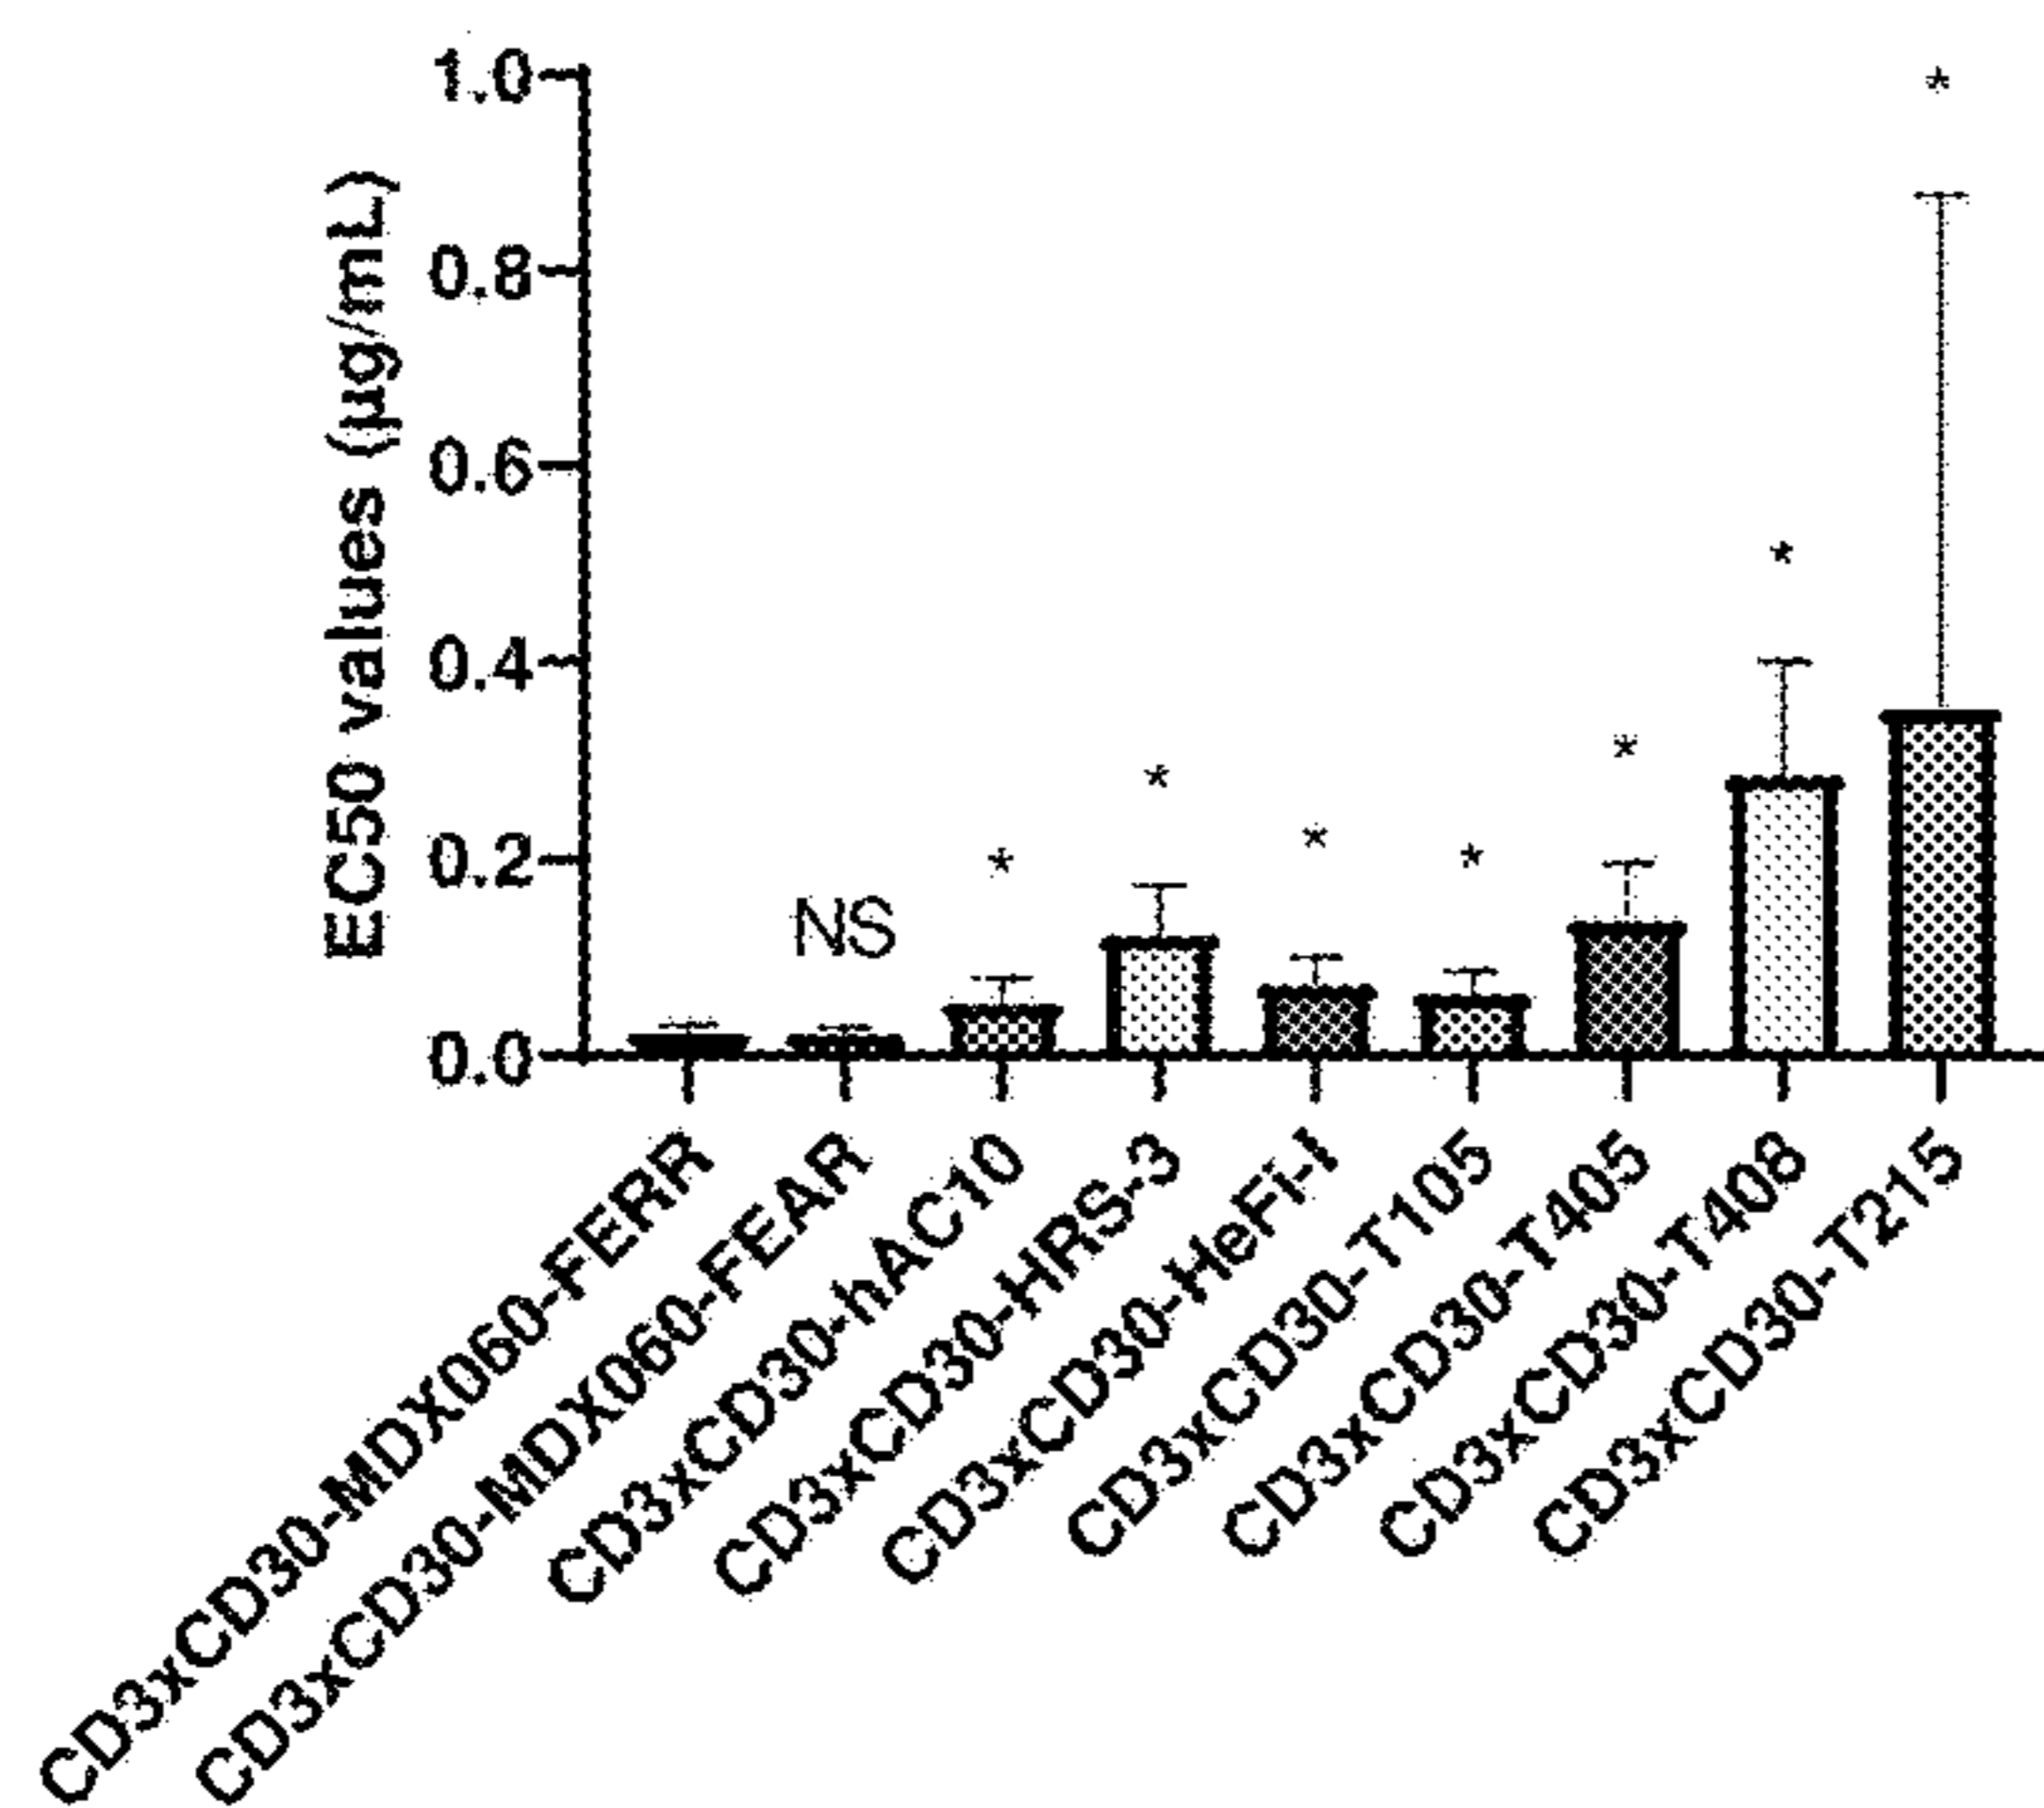 EC50 values (µg/mL)
1.0
0.8
0.6
0.4
0.2
0.0
NS
*
*
*
*
*
*
*
CD3xCD30-MDX060-FERR
CD3xCD30-MDX060-FEAR
CD3xCD30-hAC10
CD3xCD30-HRS-3
CD3xCD30-HeFi-I
CD3xCD30-T105
CD3xCD30-T405
CD3xCD30-T408
CD3xCD30-T215